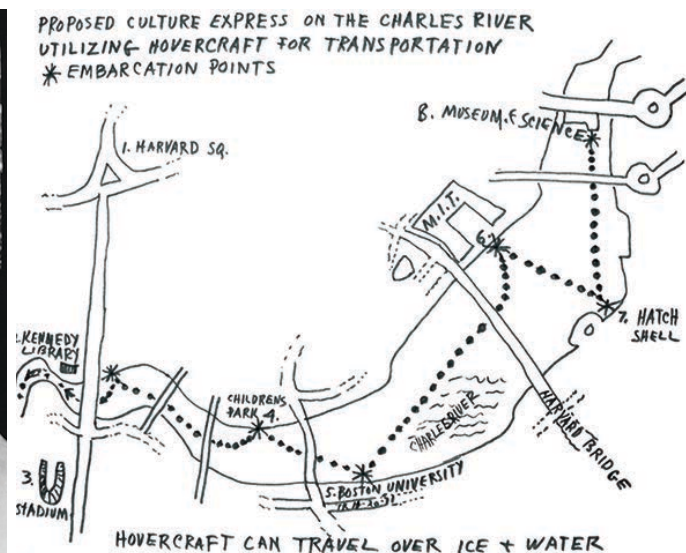 PROPOSED CULTURE EXPRESS ON THE CHARLES RIVER
UTILIZING HOVERCRAFT FOR TRANSPORTATION
* EMBARCATION POINTS
8. MUSEUM OF SCIENCE
1. HARVARD SQ.
M.I.T.
6.
7. HATCH
SHELL
KENNEDY
LIBRARY
CHILDRENS
PARK 4.
CHARLES RIVER
HARVARD BRIDGE
3.
STADIUM
5. BOSTON UNIVERSITY
HOVERCRAFT CAN TRAVEL OVER ICE + WATER